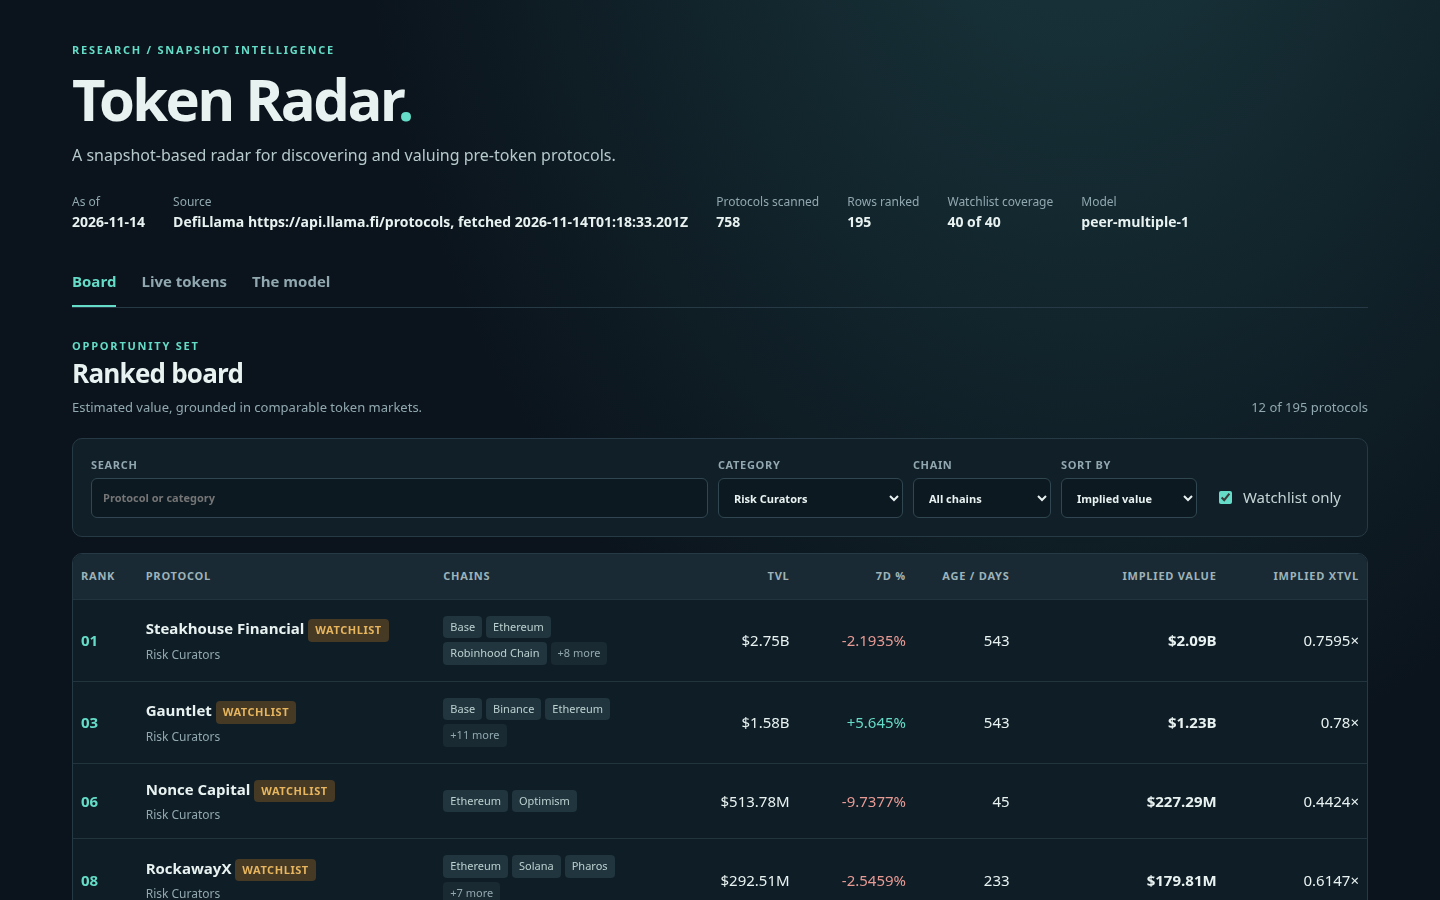 RESEARCH / SNAPSHOT INTELLIGENCE
Token Radar.
A snapshot-based radar for discovering and valuing pre-token protocols.
As of Source Protocols scanned Rows ranked Watchlist coverage Model
2026-11-14 DefiLlama https://api.llama.fi/protocols, fetched 2026-11-14T01:18:33.201Z 758 195 40 of 40 peer-multiple-1
Board Live tokens The model
OPPORTUNITY SET
Ranked board
Estimated value, grounded in comparable token markets. 12 of 195 protocols
SEARCH CATEGORY CHAIN SORT BY
Protocol or category Risk Curators All chains Implied value Watchlist only
RANK PROTOCOL CHAINS TVL 7D % AGE / DAYS IMPLIED VALUE IMPLIED XTVL
01 Steakhouse Financial WATCHLIST Base Ethereum $2.75B -2.1935% 543 $2.09B 0.7595×
Risk Curators Robinhood Chain +8 more
03 Gauntlet WATCHLIST Base Binance Ethereum $1.58B +5.645% 543 $1.23B 0.78×
Risk Curators +11 more
06 Nonce Capital WATCHLIST Ethereum Optimism $513.78M -9.7377% 45 $227.29M 0.4424×
Risk Curators
08 RockawayX WATCHLIST Ethereum Solana Pharos $292.51M -2.5459% 233 $179.81M 0.6147×
Risk Curators +7 more